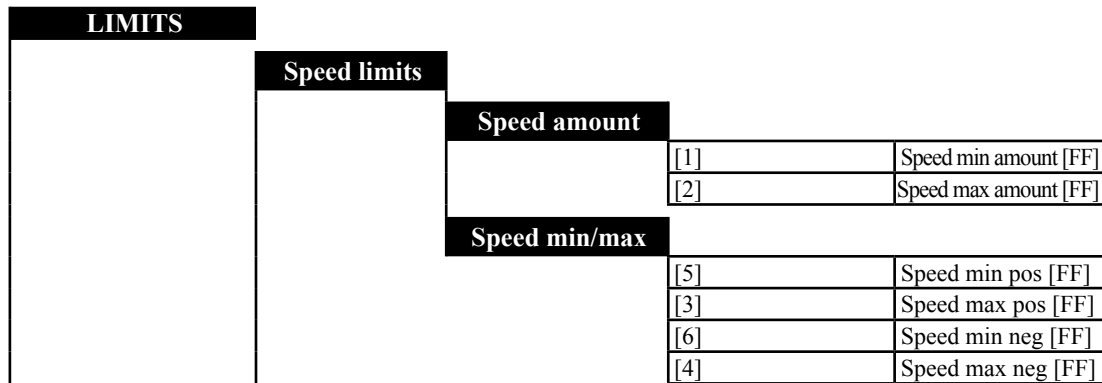 LIMITS
Speed limits
Speed amount
[1] Speed min amount [FF]
[2] Speed max amount [FF]
Speed min/max
[5] Speed min pos [FF]
[3] Speed max pos [FF]
[6] Speed min neg [FF]
[4] Speed max neg [FF]